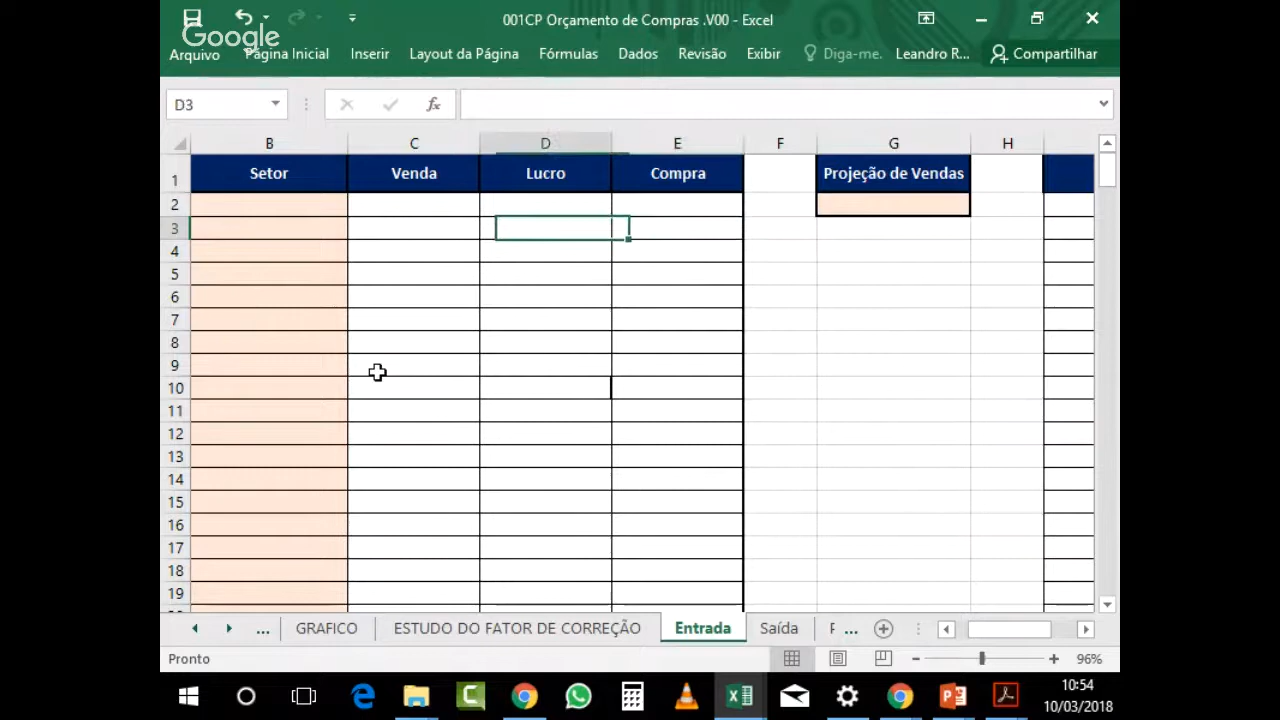 001CP Orçamento de Compras .V00 - Excel
Google
Arquivo Página Inicial Inserir Layout da Página Fórmulas Dados Revisão Exibir Diga-me. Leandro R... Compartilhar
D3 fx
B C D E F G H
1 Setor Venda Lucro Compra Projeção de Vendas
2
3
4
5
6
7
8
9
10
11
12
13
14
15
16
17
18
19
... GRAFICO ESTUDO DO FATOR DE CORREÇÃO Entrada Saída ...
Pronto 96%
10:54
10/03/2018